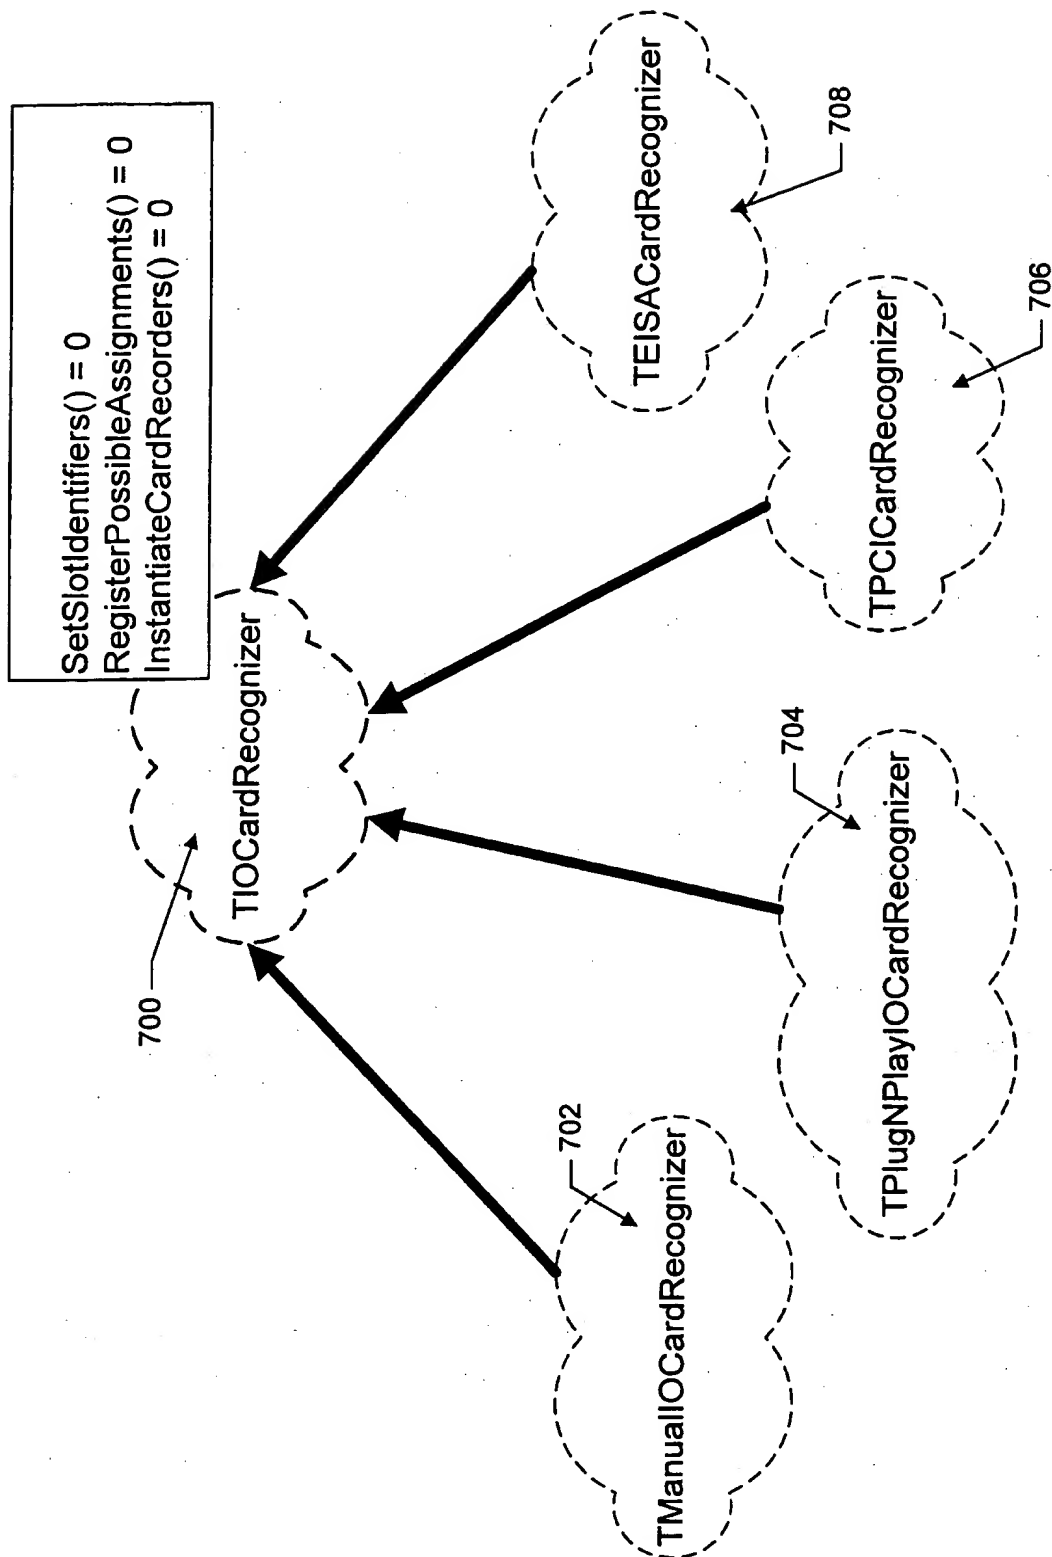 SetSlotIdentifiers() = 0
RegisterPossibleAssignments() = 0
InstantiateCardRecorders() = 0
700
TIOCardRecognizer
702
TManualIOCardRecognizer
704
TPlugNPlayIOCardRecognizer
TPCICardRecognizer
706
TEISACardRecognizer
708